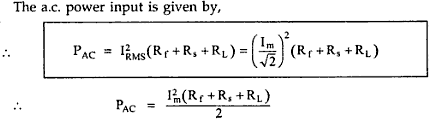 The a.c. power input is given by,
∴ P_AC = I²_RMS (R_f + R_s + R_L) = (I_m/√2)² (R_f + R_s + R_L)
∴ P_AC = I²_m (R_f + R_s + R_L)/2